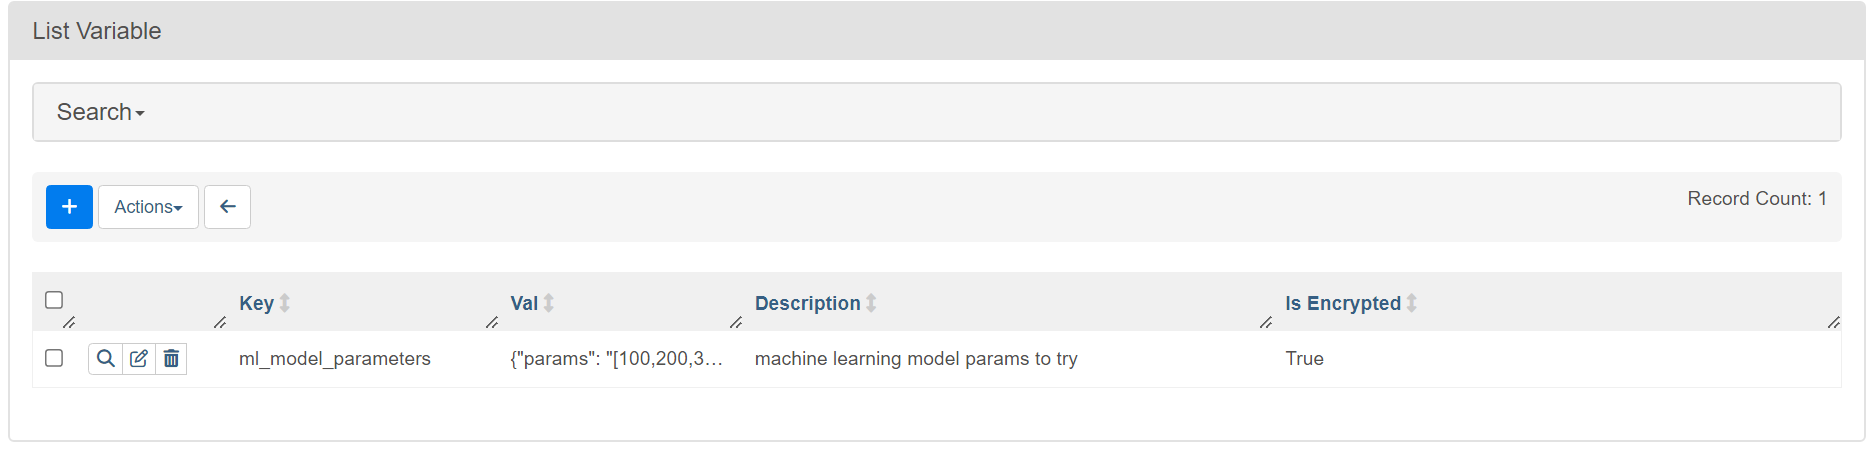 List Variable
Search
+ Actions
Record Count: 1
Key Val Description Is Encrypted
ml_model_parameters {"params": "[100,200,3... machine learning model params to try True